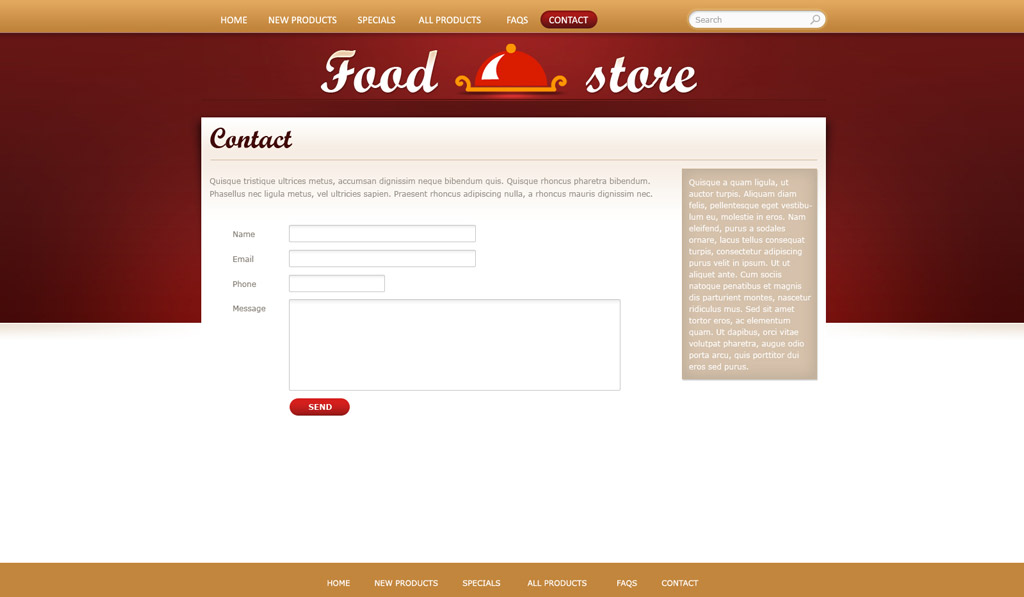 HOME NEW PRODUCTS SPECIALS ALL PRODUCTS FAQS CONTACT Search
Food store
Contact
Quisque tristique ultrices metus, accumsan dignissim neque bibendum quis. Quisque rhoncus pharetra bibendum.
Phasellus nec ligula metus, vel ultricies sapien. Praesent rhoncus adipiscing nulla, a rhoncus mauris dignissim nec.
Name
Email
Phone
Message
SEND
Quisque a quam ligula, ut
auctor turpis. Aliquam diam
felis, pellentesque eget vestibu-
lum eu, molestie in eros. Nam
eleifend, purus a sodales
ornare, lacus tellus consequat
turpis, consectetur adipiscing
purus velit in ipsum. Ut ut
aliquet ante. Cum sociis
natoque penatibus et magnis
dis parturient montes, nascetur
ridiculus mus. Sed sit amet
tortor eros, ac elementum
quam. Ut dapibus, orci vitae
volutpat pharetra, augue odio
porta arcu, quis porttitor dui
eros sed purus.
HOME NEW PRODUCTS SPECIALS ALL PRODUCTS FAQS CONTACT